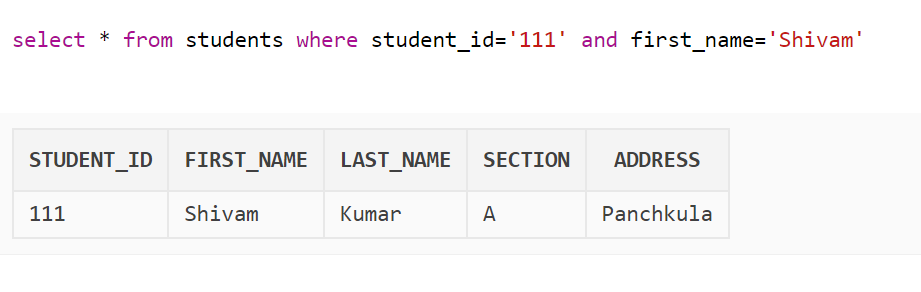 select * from students where student_id='111' and first_name='Shivam'
STUDENT_ID FIRST_NAME LAST_NAME SECTION ADDRESS
111 Shivam Kumar A Panchkula